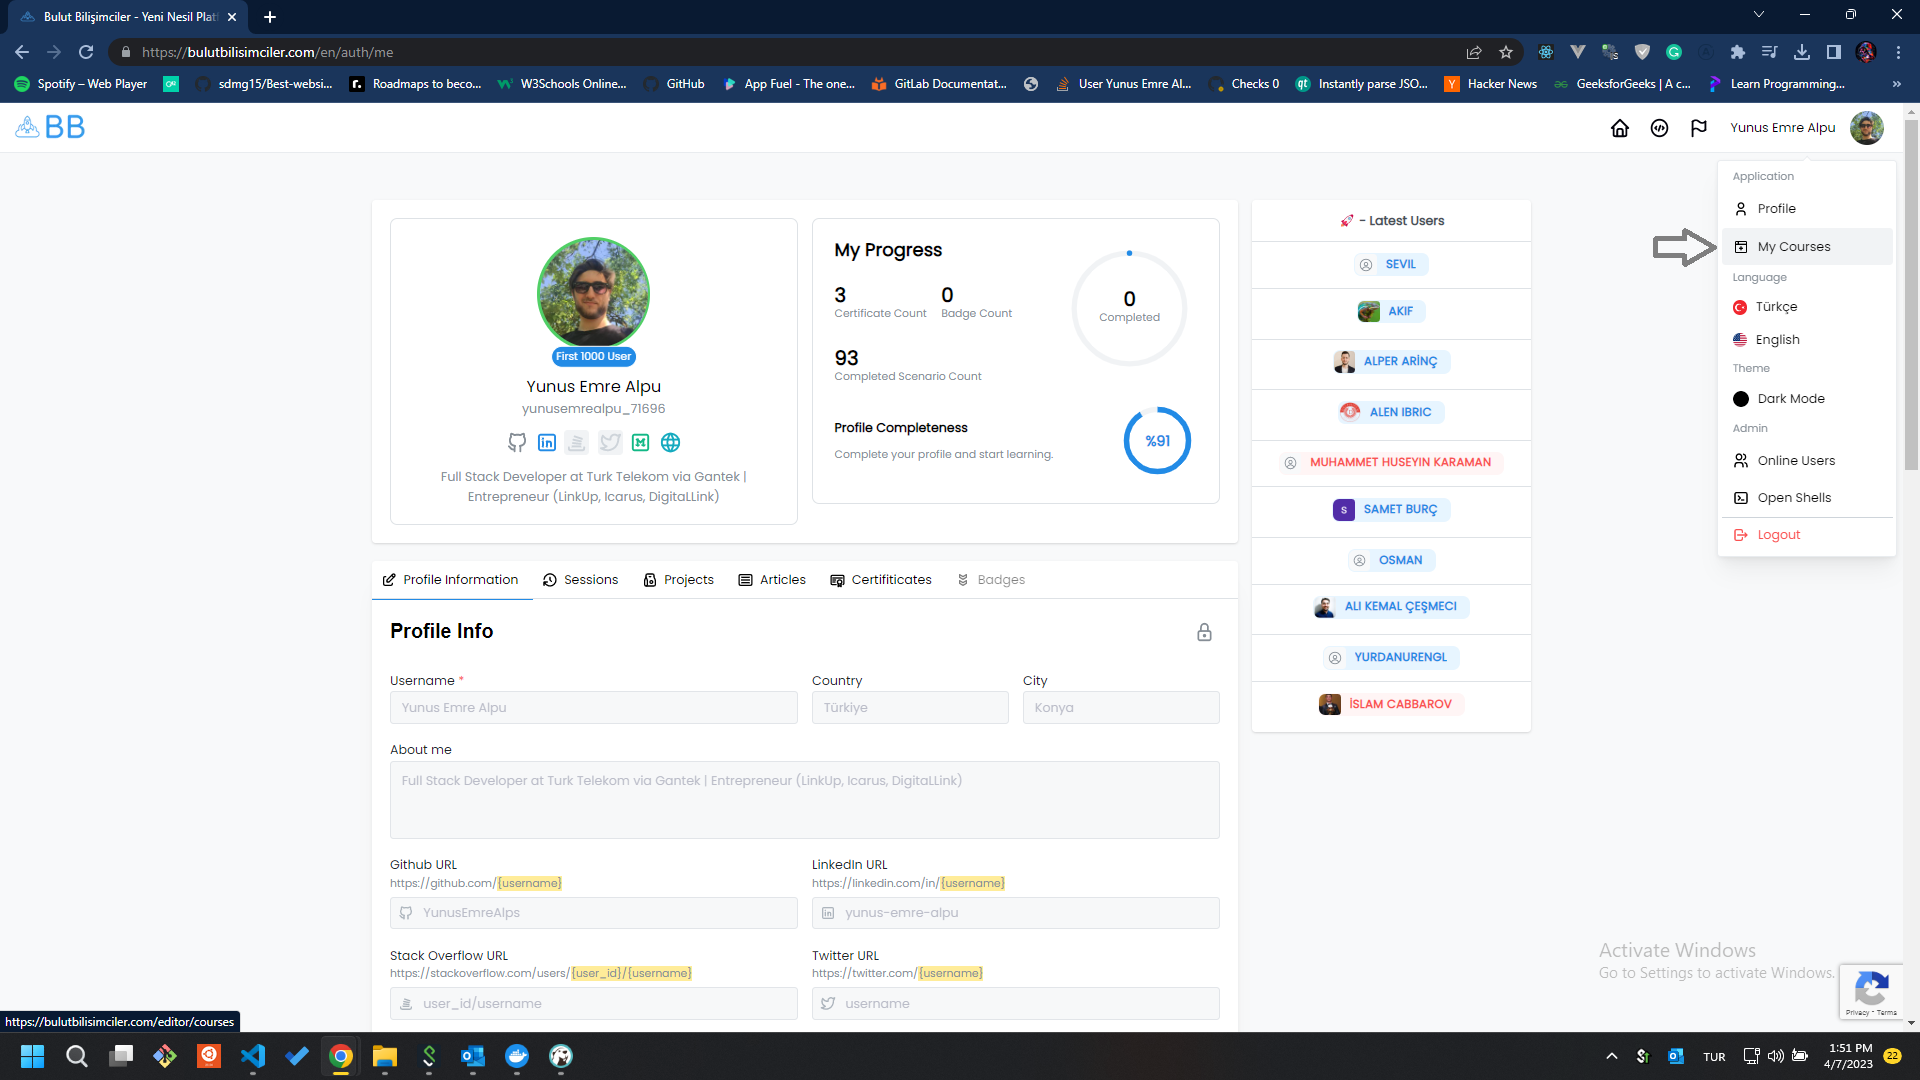 Bulut Bilişimciler - Yeni Nesil Plat
https://bulutbilisimciler.com/en/auth/me
Spotify – Web Player
sdmg15/Best-websi...
Roadmaps to beco...
W3Schools Online...
GitHub
App Fuel - The one...
GitLab Documentat...
User Yunus Emre Al...
Checks 0
Instantly parse JSO...
Hacker News
GeeksforGeeks | A c...
Learn Programming...
»
BB
Yunus Emre Alpu
Application
Profile
My Courses
Language
Türkçe
English
Theme
Dark Mode
Admin
Online Users
Open Shells
Logout
First 1000 User
Yunus Emre Alpu
yunusemrealpu_71696
Full Stack Developer at Turk Telekom via Gantek |
Entrepreneur (LinkUp, Icarus, DigitaLLink)
My Progress
3
Certificate Count
0
Badge Count
0
Completed
93
Completed Scenario Count
Profile Completeness
Complete your profile and start learning.
%91
- Latest Users
SEVIL
AKIF
ALPER ARİNÇ
ALEN IBRIC
MUHAMMET HUSEYIN KARAMAN
S
SAMET BURÇ
OSMAN
ALI KEMAL ÇEŞMECI
YURDANURENGL
İSLAM CABBAROV
Profile Information
Sessions
Projects
Articles
Certifiticates
Badges
Profile Info
Username *
Yunus Emre Alpu
Country
Türkiye
City
Konya
About me
Full Stack Developer at Turk Telekom via Gantek | Entrepreneur (LinkUp, Icarus, DigitaLLink)
Github URL
https://github.com/{username}
YunusEmreAlps
LinkedIn URL
https://linkedin.com/in/{username}
yunus-emre-alpu
Stack Overflow URL
https://stackoverflow.com/users/{user_id}/{username}
user_id/username
Twitter URL
https://twitter.com/{username}
username
Activate Windows
Go to Settings to activate Windows.
Privacy - Terms
https://bulutbilisimciler.com/editor/courses
TUR
1:51 PM
4/7/2023
22